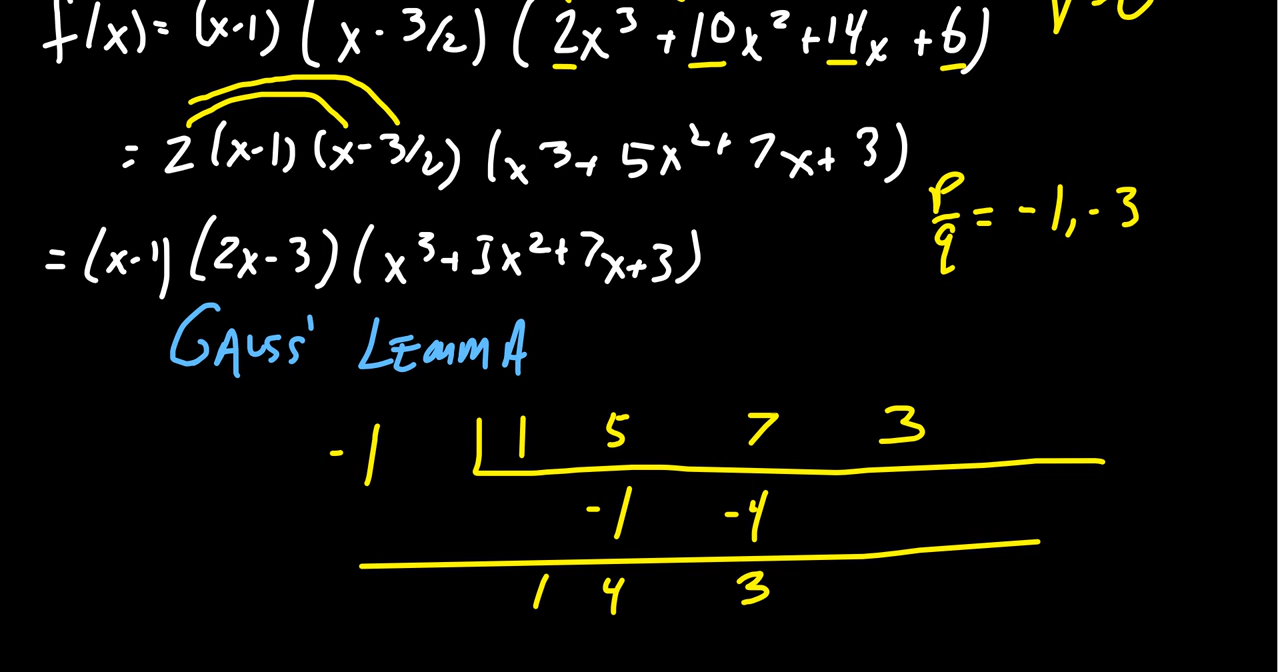 f(x) = (x-1) (x - 3/2) (2x³ + 10x² + 14x + 6)
= 2 (x-1) (x - 3/2) (x³ + 5x² + 7x + 3)
p/q = -1, -3
= (x-1) (2x-3) (x³ + 5x² + 7x + 3)
GAUSS' LEMMA
-1 | 1 5 7 3
-1 -4
1 4 3